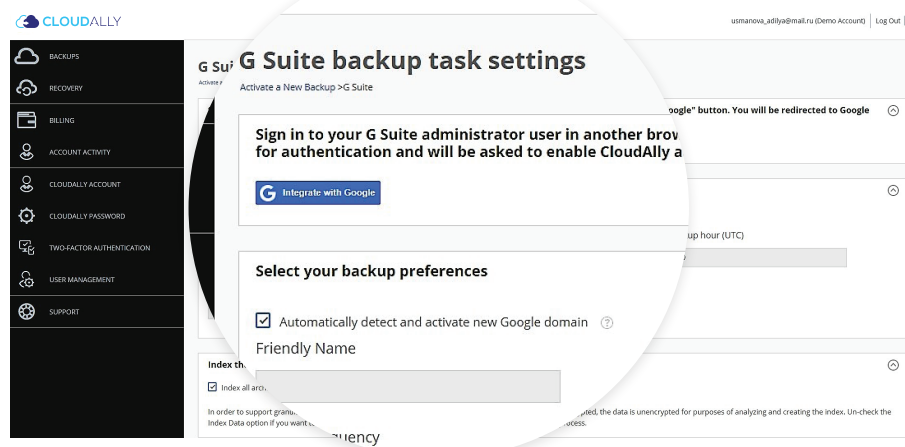 CLOUDALLY
usmanova_adilya@mail.ru (Demo Account) Log Out
BACKUPS
RECOVERY
BILLING
ACCOUNT ACTIVITY
CLOUDALLY ACCOUNT
CLOUDALLY PASSWORD
TWO-FACTOR AUTHENTICATION
USER MANAGEMENT
SUPPORT
G Sui
Activate
G Suite backup task settings
Activate a New Backup >G Suite
oogle" button. You will be redirected to Google
Sign in to your G Suite administrator user in another brow
for authentication and will be asked to enable CloudAlly a
G Integrate with Google
up hour (UTC)
Select your backup preferences
Automatically detect and activate new Google domain ?
Friendly Name
quency
Index th
Index all arch
In order to support granu
pted, the data is unencrypted for purposes of analyzing and creating the index. Un-check the
Index Data option if you want
ocess.